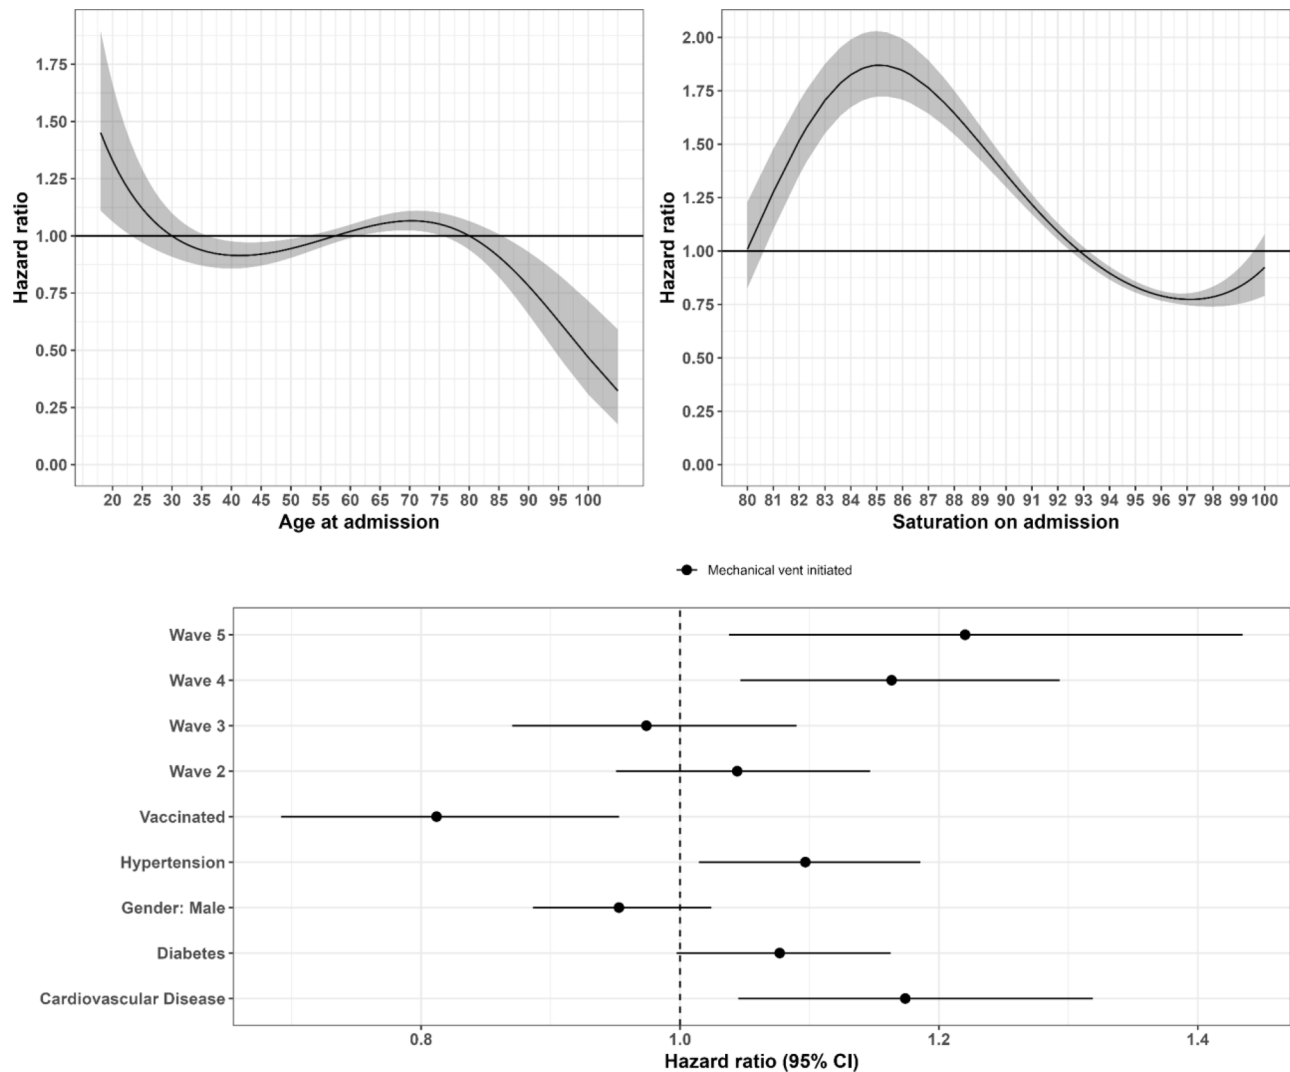 1.75
1.50
1.25
1.00
0.75
0.50
0.25
0.00
Hazard ratio
20 25 30 35 40 45 50 55 60 65 70 75 80 85 90 95 100
Age at admission
2.00
1.75
1.50
1.25
1.00
0.75
0.50
0.25
0.00
Hazard ratio
80 81 82 83 84 85 86 87 88 89 90 91 92 93 94 95 96 97 98 99 100
Saturation on admission
Mechanical vent initiated
Wave 5
Wave 4
Wave 3
Wave 2
Vaccinated
Hypertension
Gender: Male
Diabetes
Cardiovascular Disease
0.8 1.0 1.2 1.4
Hazard ratio (95% CI)